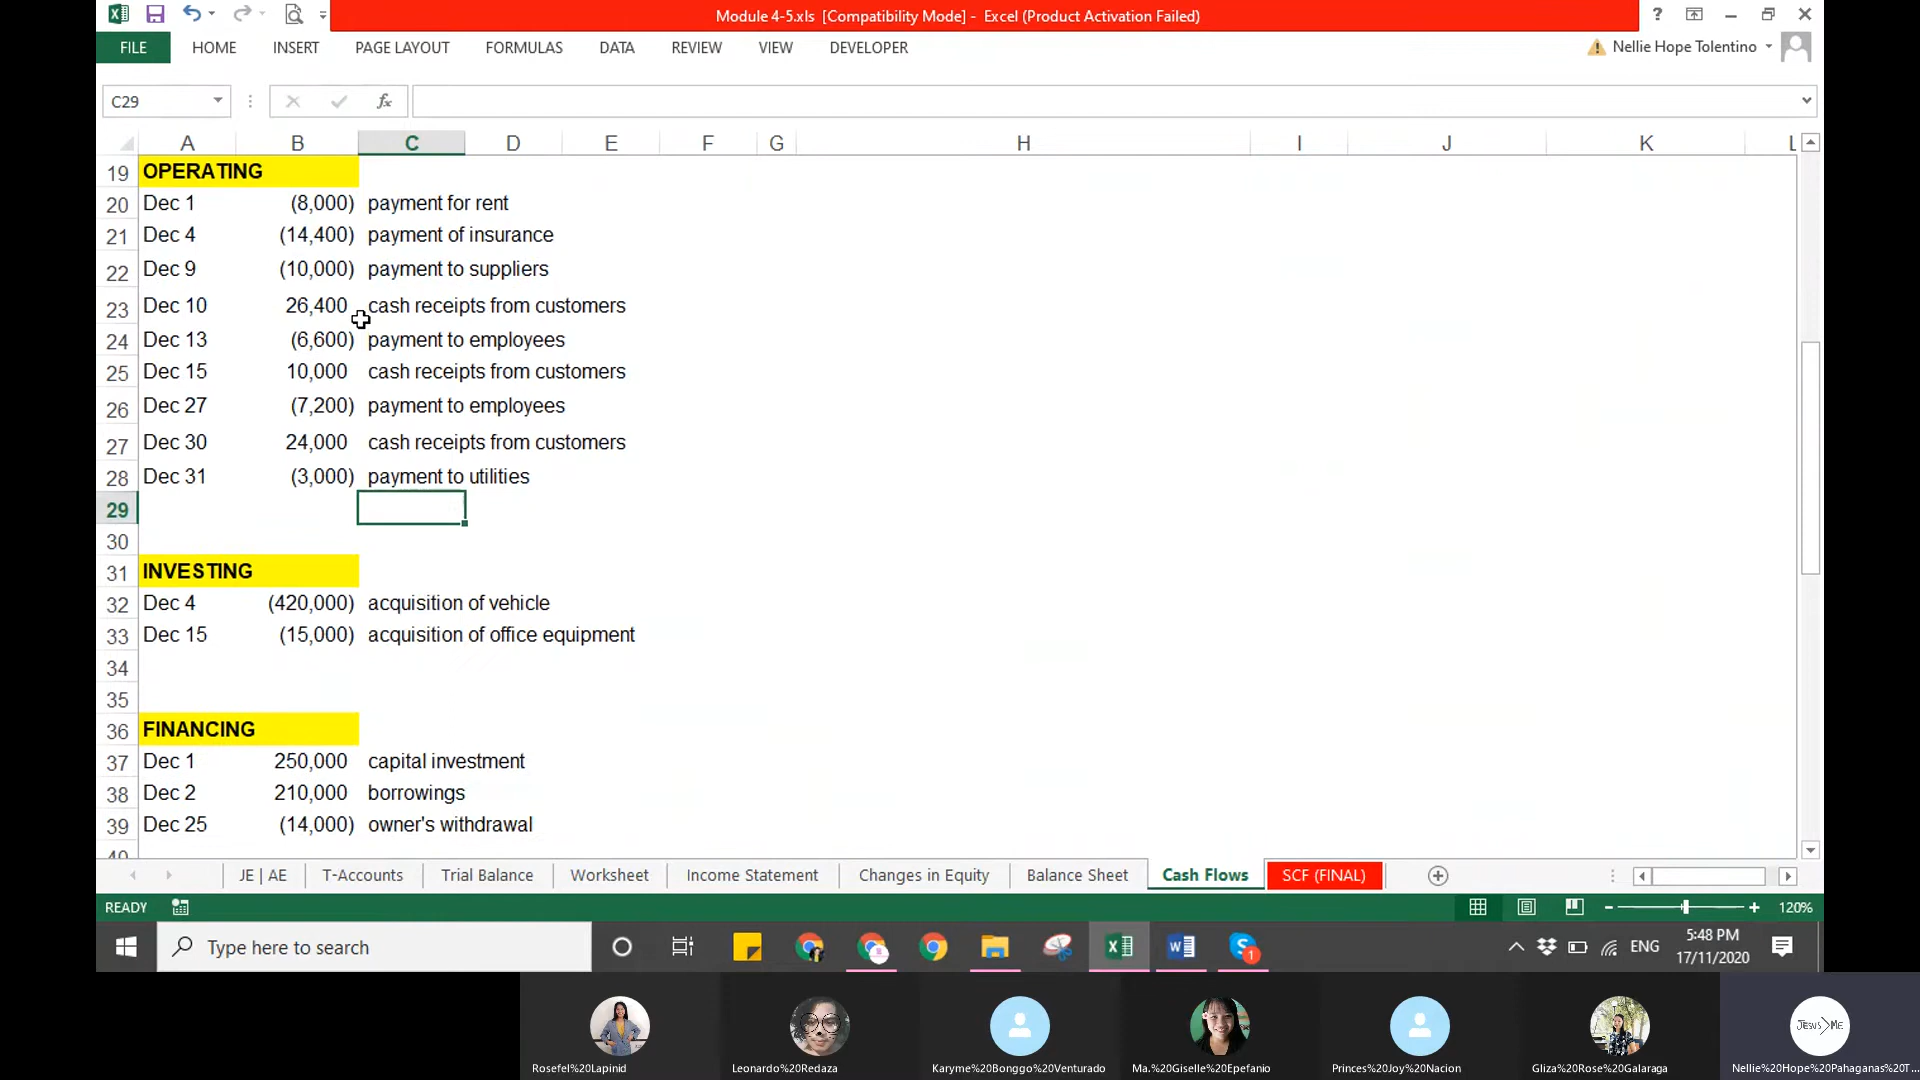 Module 4-5.xls [Compatibility Mode] - Excel (Product Activation Failed)
?
FILE HOME INSERT PAGE LAYOUT FORMULAS DATA REVIEW VIEW DEVELOPER
Nellie Hope Tolentino
C29 fx
A B C D E F G H I J K L
19 OPERATING
20 Dec 1 (8,000) payment for rent
21 Dec 4 (14,400) payment of insurance
22 Dec 9 (10,000) payment to suppliers
23 Dec 10 26,400 cash receipts from customers
24 Dec 13 (6,600) payment to employees
25 Dec 15 10,000 cash receipts from customers
26 Dec 27 (7,200) payment to employees
27 Dec 30 24,000 cash receipts from customers
28 Dec 31 (3,000) payment to utilities
29
30
31 INVESTING
32 Dec 4 (420,000) acquisition of vehicle
33 Dec 15 (15,000) acquisition of office equipment
34
35
36 FINANCING
37 Dec 1 250,000 capital investment
38 Dec 2 210,000 borrowings
39 Dec 25 (14,000) owner's withdrawal
40
JE | AE T-Accounts Trial Balance Worksheet Income Statement Changes in Equity Balance Sheet Cash Flows SCF (FINAL)
READY 120%
Type here to search
1
ENG
5:48 PM
17/11/2020
JESUS>ME
Rosefel%20Lapinid Leonardo%20Redaza Karyme%20Bonggo%20Venturado Ma.%20Giselle%20Epefanio Princes%20Joy%20Nacion Gliza%20Rose%20Galaraga Nellie%20Hope%20Pahaganas%20T...